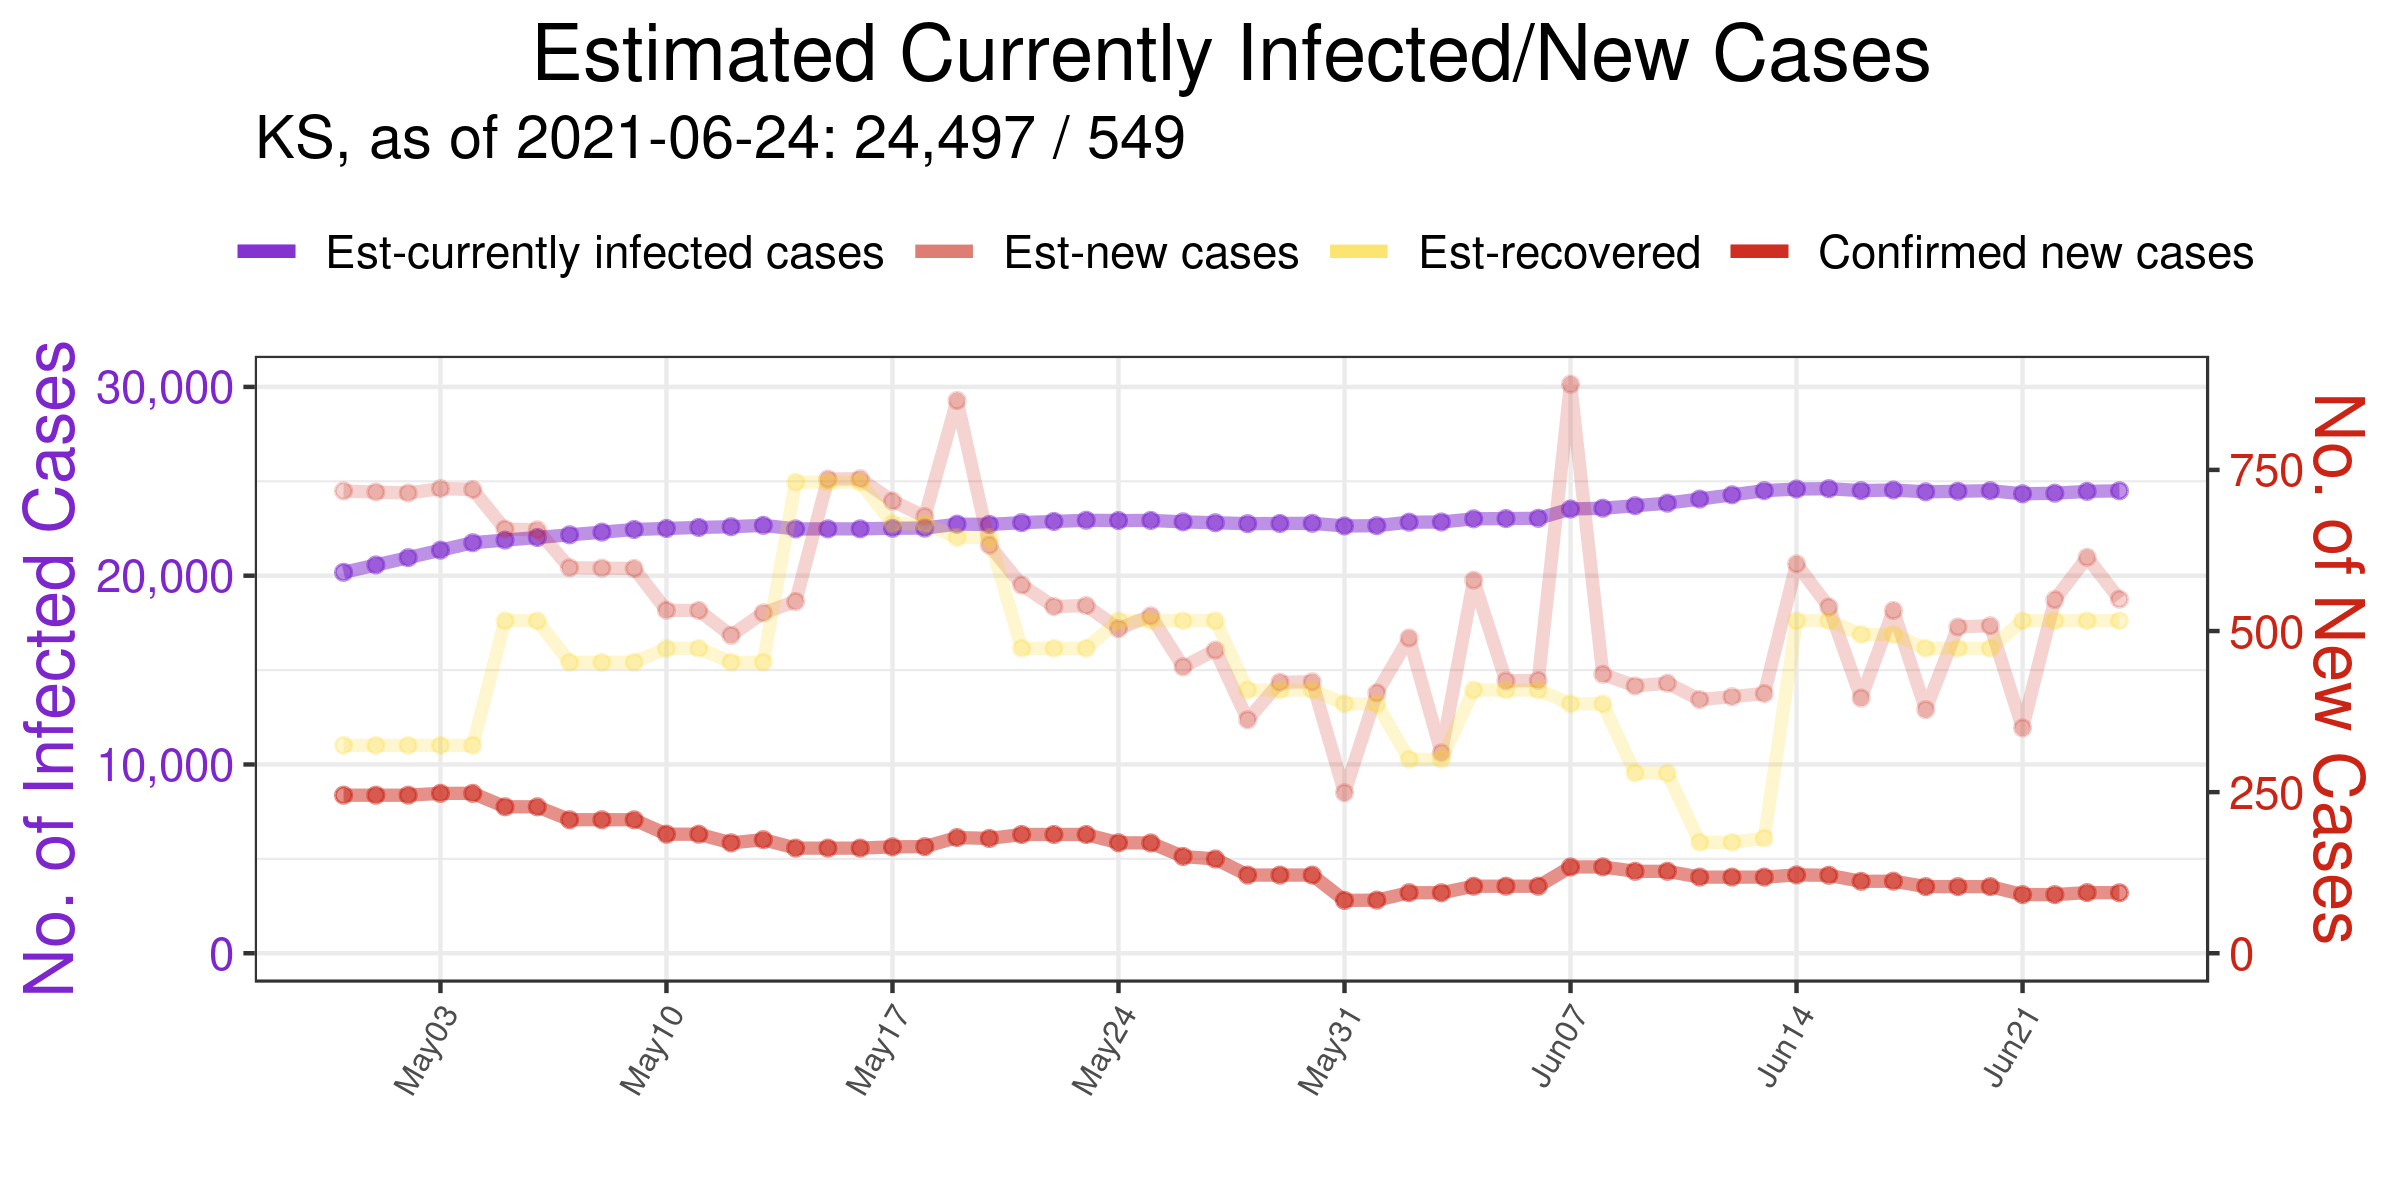 Estimated Currently Infected/New Cases
KS, as of 2021-06-24: 24,497 / 549
Est-currently infected cases Est-new cases Est-recovered Confirmed new cases
No. of Infected Cases
30,000
20,000
10,000
0
No. of New Cases
750
500
250
0
May03 May10 May17 May24 May31 Jun07 Jun14 Jun21